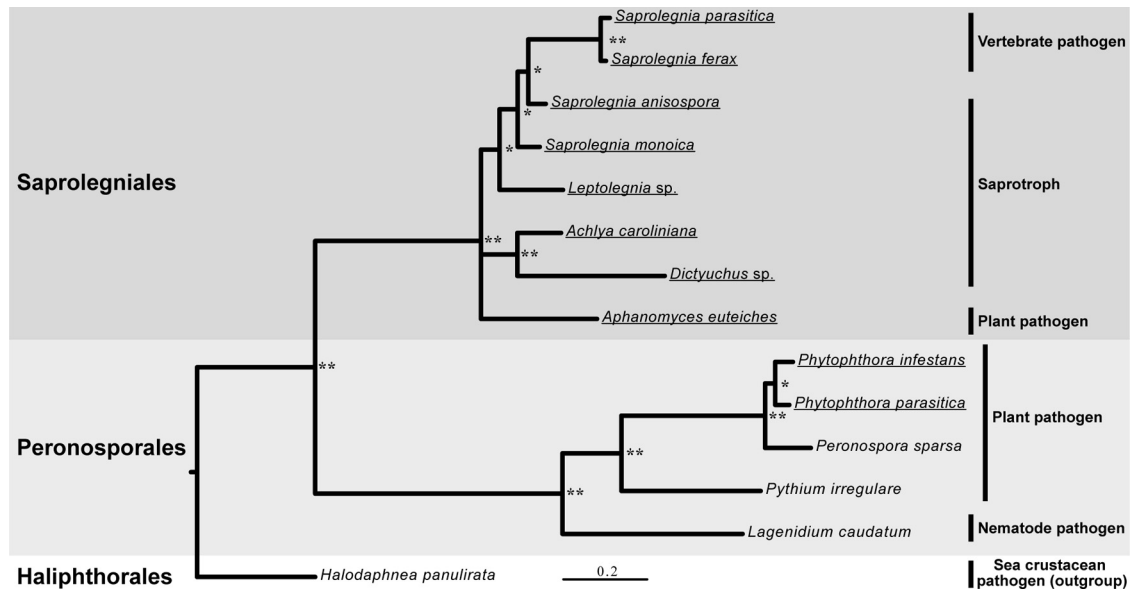 Saprolegnia parasitica
**
Vertebrate pathogen
Saprolegnia ferax
*
Saprolegnia anisospora
*
Saprolegnia monoica
*
Saprolegniales
Leptolegnia sp.
Saprotroph
Achlya caroliniana
**
**
Dictyuchus sp.
Aphanomyces euteiches
Plant pathogen
Phytophthora infestans
**
*
Phytophthora parasitica
**
Plant pathogen
Peronosporales
Peronospora sparsa
**
Pythium irregulare
**
Lagenidium caudatum
Nematode pathogen
Haliphthorales
Halodaphnea panulirata
0.2
Sea crustacean
pathogen (outgroup)